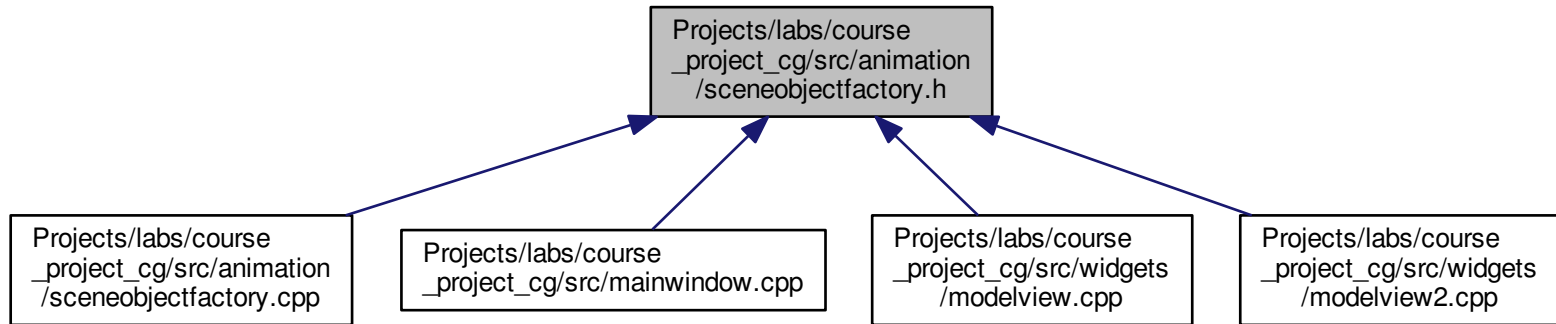 Projects/labs/course
_project_cg/src/animation
/sceneobjectfactory.h
Projects/labs/course
_project_cg/src/animation
/sceneobjectfactory.cpp
Projects/labs/course
_project_cg/src/mainwindow.cpp
Projects/labs/course
_project_cg/src/widgets
/modelview.cpp
Projects/labs/course
_project_cg/src/widgets
/modelview2.cpp